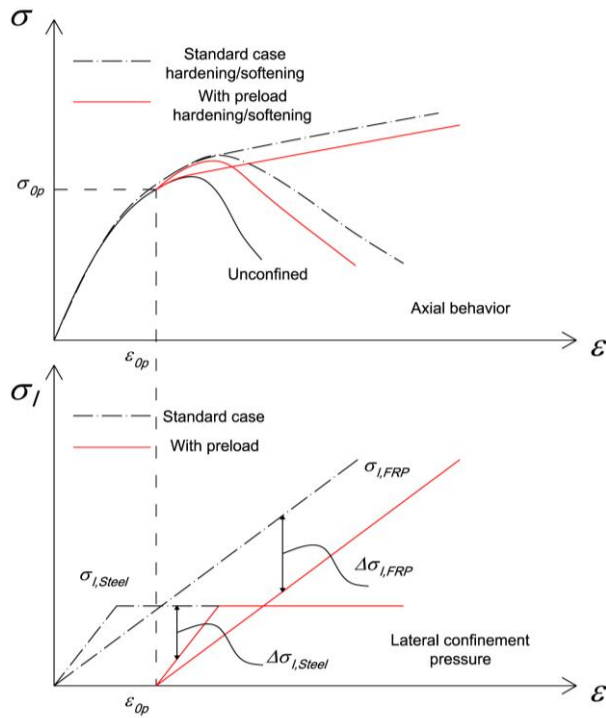 σ
Standard case
hardening/softening
With preload
hardening/softening
σ0p
Unconfined
Axial behavior
ε0p
ε
σl
Standard case
With preload
σl,FRP
σl,Steel
Δσl,FRP
Δσl,Steel
Lateral confinement
pressure
ε0p
ε